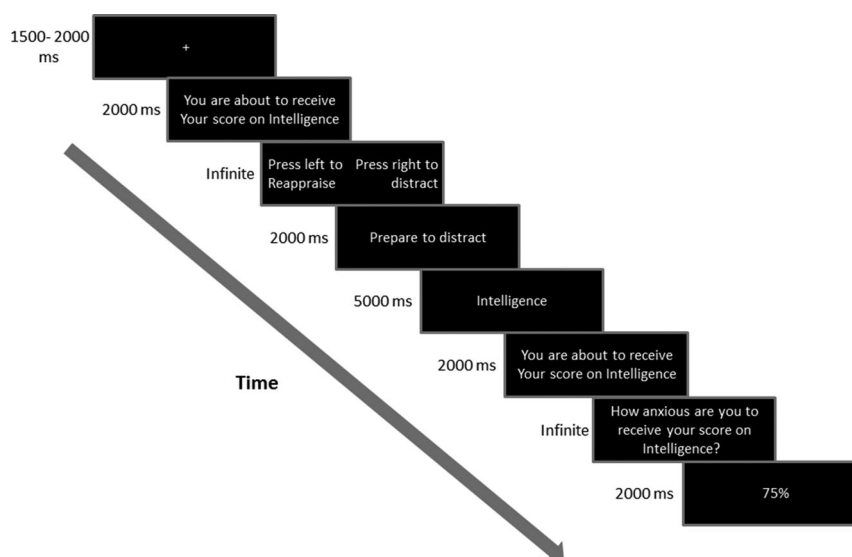 1500- 2000
ms
+
2000 ms
You are about to receive
Your score on Intelligence
Infinite
Press left to
Reappraise
Press right to
distract
2000 ms
Prepare to distract
5000 ms
Intelligence
2000 ms
You are about to receive
Your score on Intelligence
Time
Infinite
How anxious are you to
receive your score on
Intelligence?
2000 ms
75%